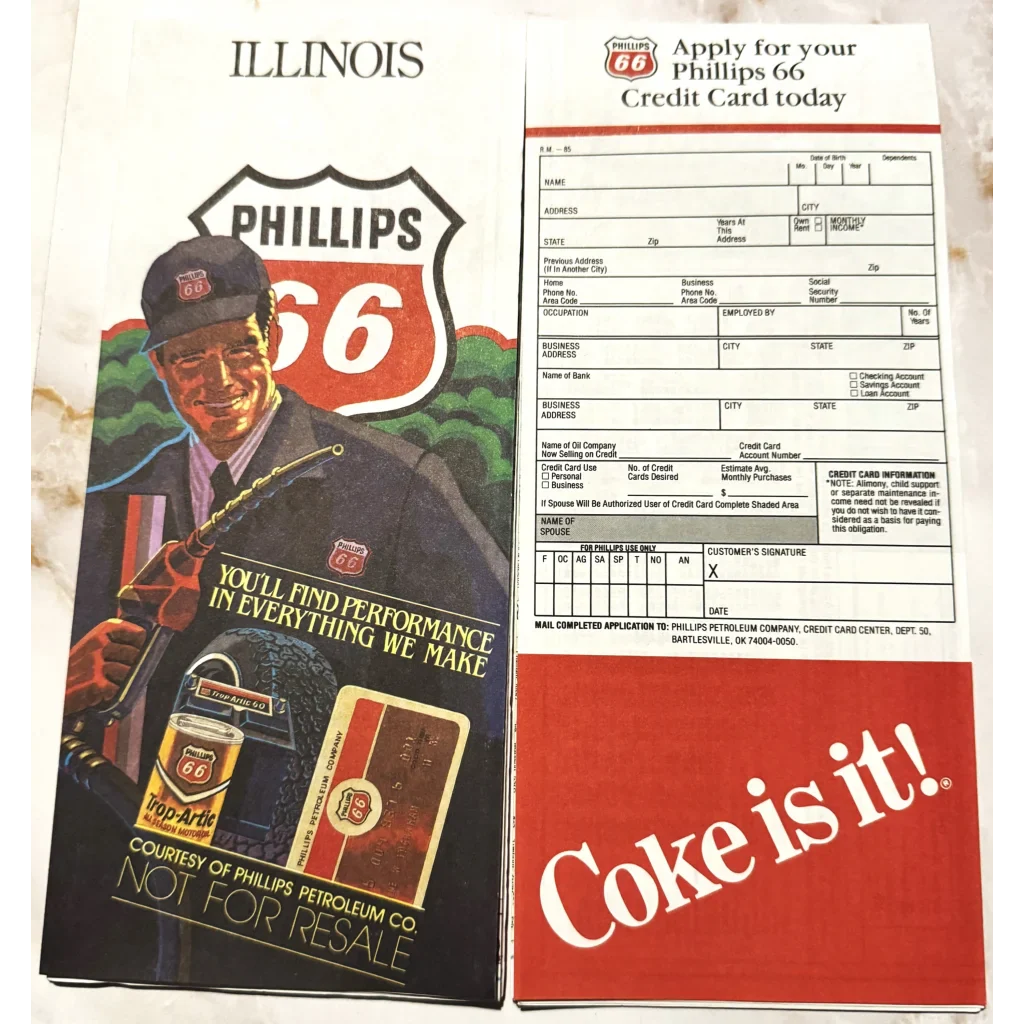 ILLINOIS
PHILLIPS
66
PHILLIPS
66
PHILLIPS
66
YOU'LL FIND PERFORMANCE
IN EVERYTHING WE MAKE
Trop-Artic 60
PHILLIPS
66
Trop-Artic
ALL SEASON MOTOR OIL
PHILLIPS PETROLEUM COMPANY
PHILLIPS
66
COURTESY OF PHILLIPS PETROLEUM CO.
NOT FOR RESALE
PHILLIPS
66
Apply for your
Phillips 66
Credit Card today
R.M. – 85
Date of Birth Dependents
Mo. Day Year
NAME
ADDRESS CITY
Years At
This
Address
Own
Rent
MONTHLY
INCOME*
STATE Zip
Previous Address
(If In Another City) Zip
Home
Phone No.
Area Code
Business
Phone No.
Area Code
Social
Security
Number
OCCUPATION EMPLOYED BY No. Of
Years
BUSINESS
ADDRESS CITY STATE ZIP
Name of Bank
Checking Account
Savings Account
Loan Account
BUSINESS
ADDRESS CITY STATE ZIP
Name of Oil Company
Now Selling on Credit
Credit Card
Account Number
Credit Card Use
Personal
Business
No. of Credit
Cards Desired
Estimate Avg.
Monthly Purchases
$
CREDIT CARD INFORMATION
*NOTE: Alimony, child support
or separate maintenance in-
come need not be revealed if
you do not wish to have it con-
sidered as a basis for paying
this obligation.
If Spouse Will Be Authorized User of Credit Card Complete Shaded Area
NAME OF
SPOUSE
FOR PHILLIPS USE ONLY
F OC AG SA SP T NO AN
CUSTOMER'S SIGNATURE
X
DATE
MAIL COMPLETED APPLICATION TO: PHILLIPS PETROLEUM COMPANY, CREDIT CARD CENTER, DEPT. 50,
BARTLESVILLE, OK 74004-0050.
Coke is it!®